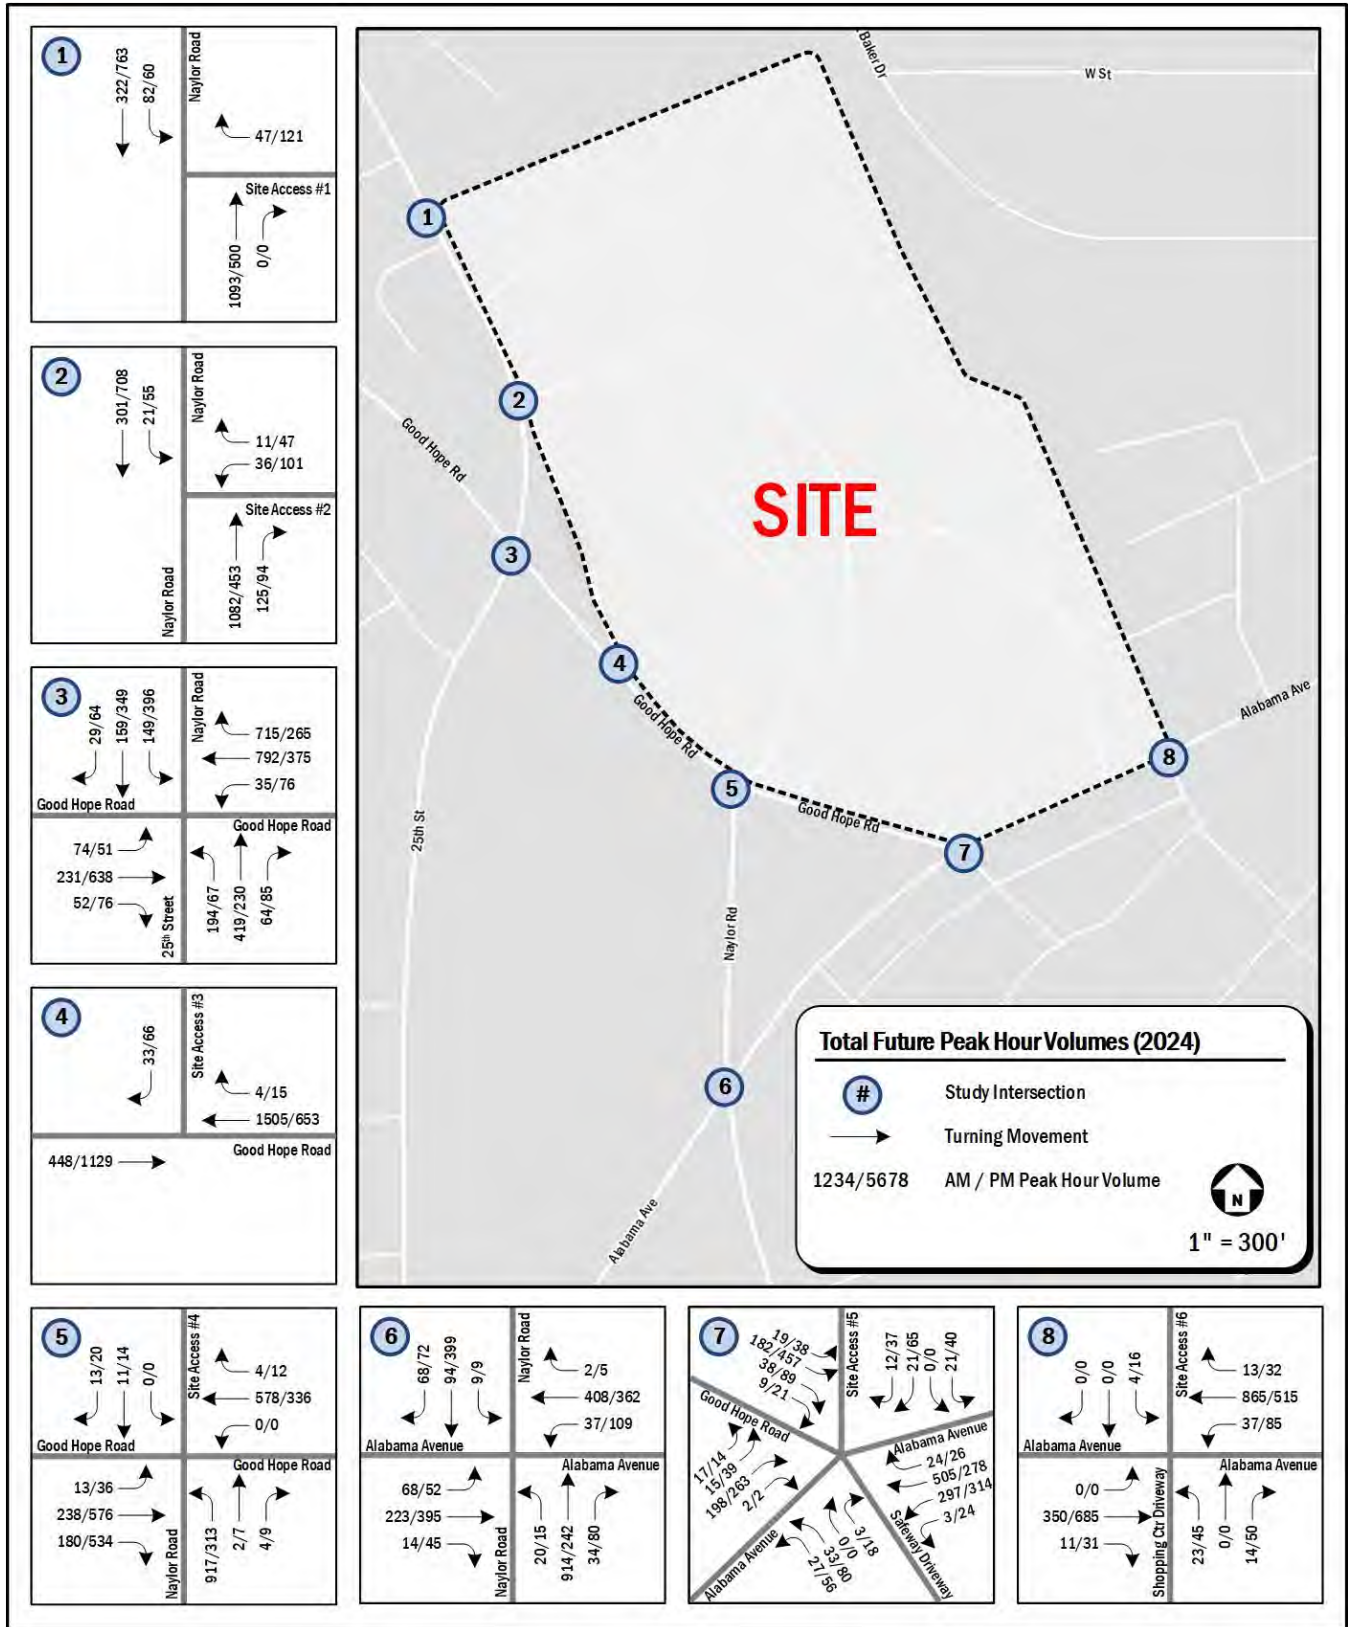 1
322/763
82/60
Naylor Road
47/121
Site Access #1
1093/500
0/0
2
301/708
21/55
Naylor Road
11/47
36/101
Site Access #2
Naylor Road
1082/453
125/94
3
29/64
159/349
149/396
Naylor Road
715/265
792/375
35/76
Good Hope Road
Good Hope Road
74/51
231/638
52/76
25th Street
194/67
419/230
64/85
4
33/66
Site Access #3
4/15
1505/653
Good Hope Road
448/1129
5
13/20
11/14
0/0
Site Access #4
4/12
578/336
0/0
Good Hope Road
Good Hope Road
13/36
238/576
180/534
Naylor Road
917/313
2/7
4/9
6
68/72
94/399
9/9
Naylor Road
2/5
408/362
37/109
Alabama Avenue
Alabama Avenue
68/52
223/395
14/45
Naylor Road
20/15
914/242
34/80
7
19/38
182/457
38/89
9/21
Site Access #5
12/37
21/65
0/0
21/40
Good Hope Road
Alabama Avenue
17/14
15/39
198/263
2/2
24/26
505/278
297/314
3/24
Alabama Avenue
3/18
0/0
33/80
27/56
Safeway Driveway
8
0/0
0/0
4/16
Site Access #6
13/32
865/515
37/85
Alabama Avenue
Alabama Avenue
0/0
350/685
11/31
Shopping Ctr Driveway
23/45
0/0
14/50
Baker Dr
W St
1
2
Good Hope Rd
SITE
3
4
Good Hope Rd
Alabama Ave
8
5
Good Hope Rd
7
25th St
Naylor Rd
6
Alabama Ave
Total Future Peak Hour Volumes (2024)
# Study Intersection
Turning Movement
1234/5678 AM / PM Peak Hour Volume
N
1" = 300'